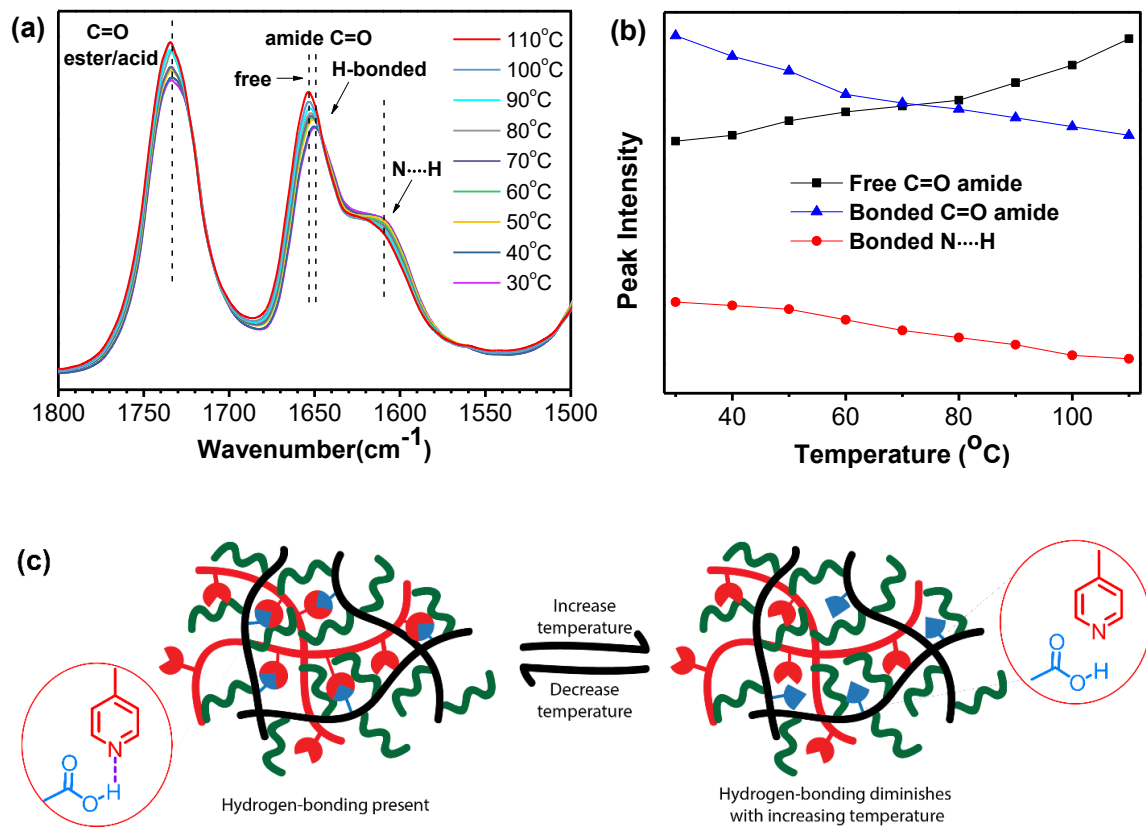 (a)
C=O
ester/acid
amide C=O
free
H-bonded
N····H
110°C
100°C
90°C
80°C
70°C
60°C
50°C
40°C
30°C
1800 1750 1700 1650 1600 1550 1500
Wavenumber(cm⁻¹)
(b)
Peak Intensity
Free C=O amide
Bonded C=O amide
Bonded N····H
40 60 80 100
Temperature (°C)
(c)
N
O
O
H
Hydrogen-bonding present
Increase
temperature
Decrease
temperature
N
O
O
H
Hydrogen-bonding diminishes
with increasing temperature